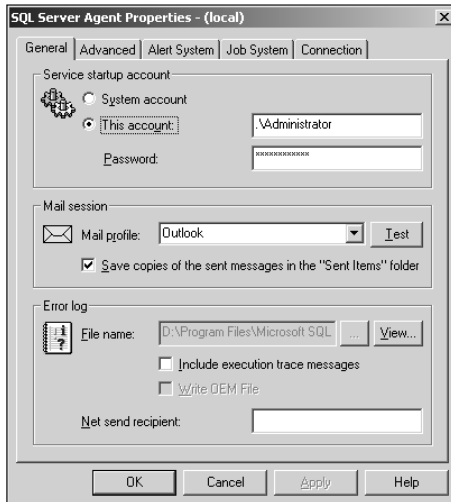 SQL Server Agent Properties - (local)
General Advanced Alert System Job System Connection
Service startup account
System account
This account: .\Administrator
Password: ************
Mail session
Mail profile: Outlook Test
Save copies of the sent messages in the "Sent Items" folder
Error log
File name: D:\Program Files\Microsoft SQL ... View...
Include execution trace messages
Write OEM File
Net send recipient:
OK Cancel Apply Help